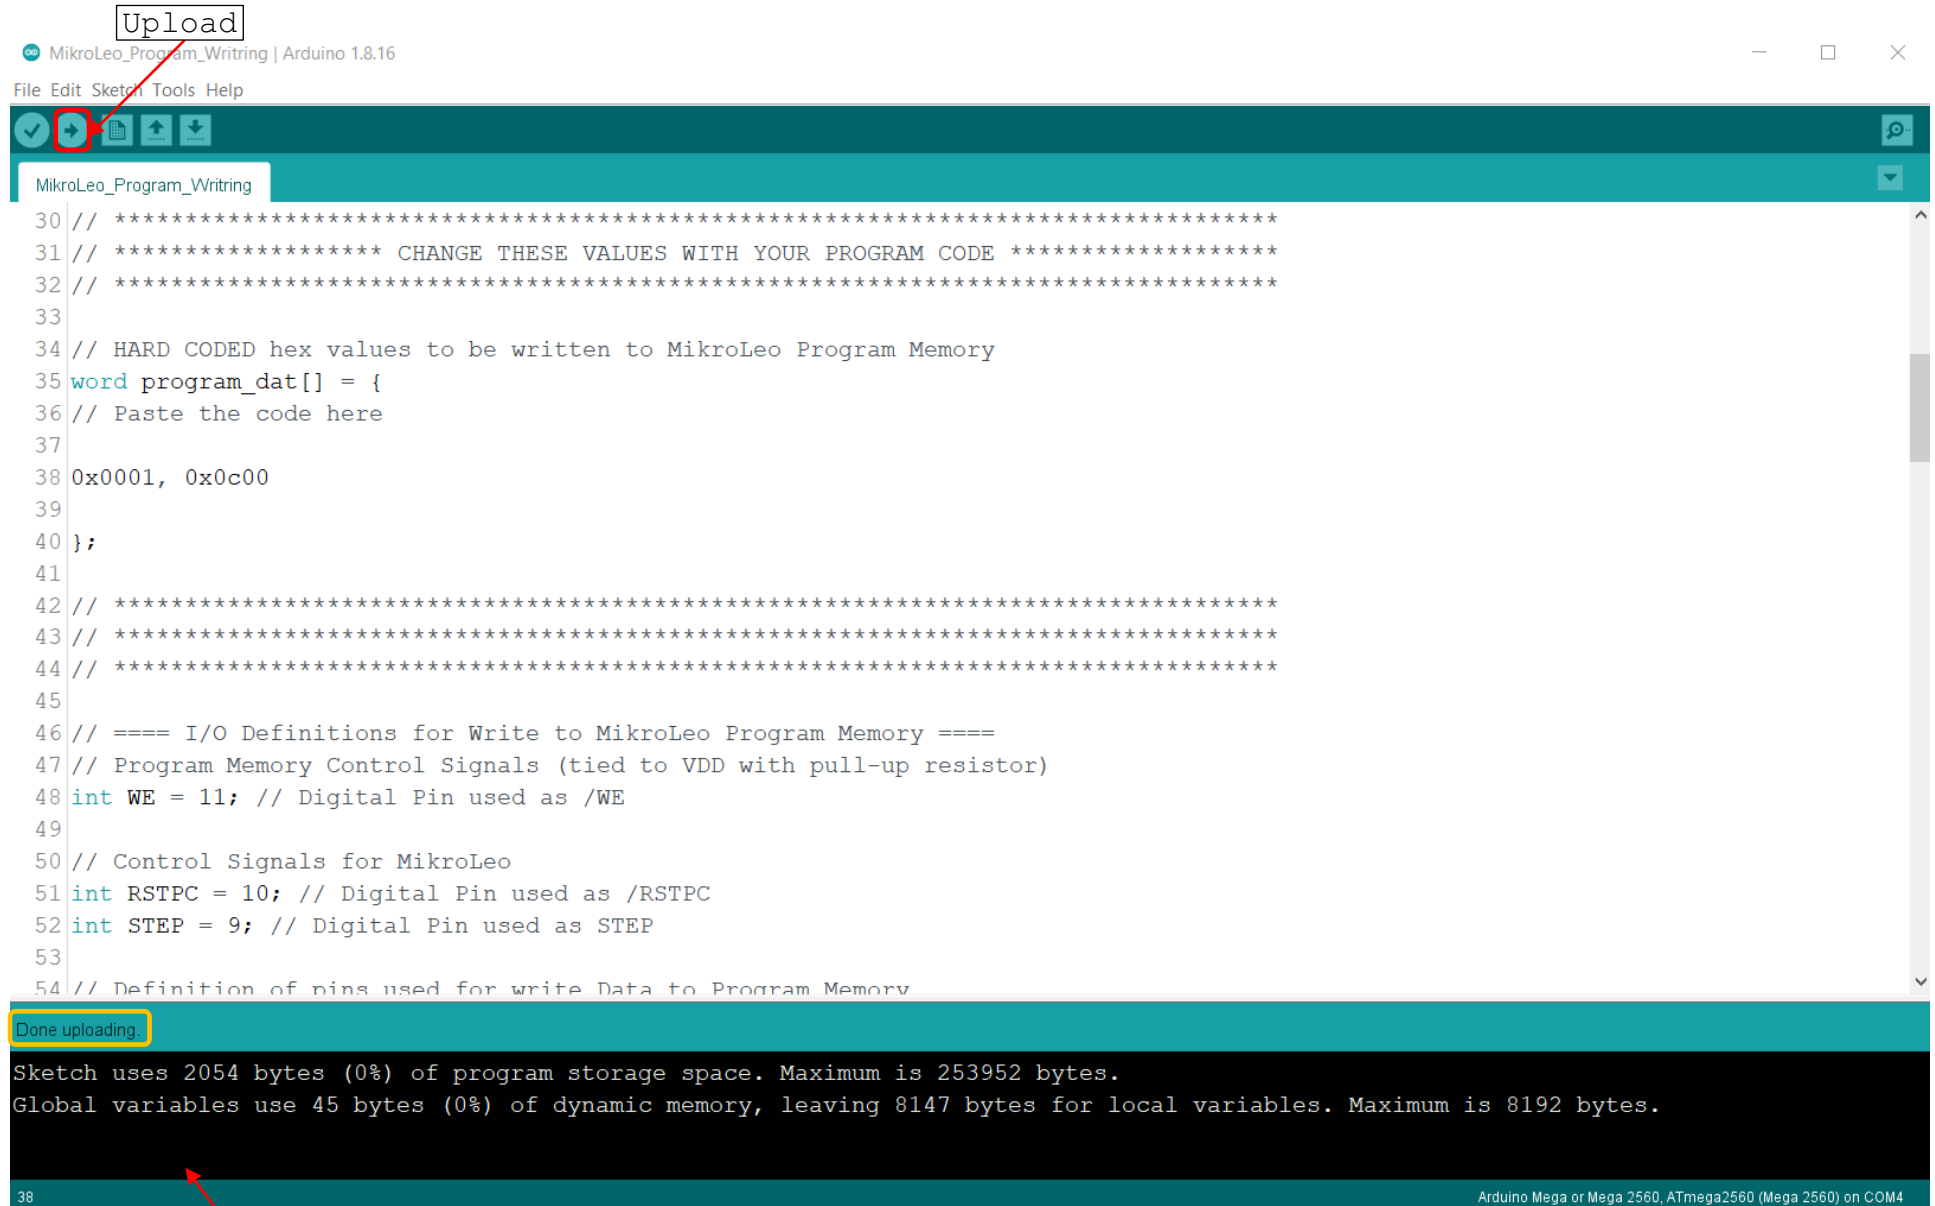 Upload
MikroLeo_Program_Writring | Arduino 1.8.16
File Edit Sketch Tools Help
MikroLeo_Program_Writring
30 // **********************************************************************************
31 // ******************* CHANGE THESE VALUES WITH YOUR PROGRAM CODE *******************
32 // **********************************************************************************
33
34 // HARD CODED hex values to be written to MikroLeo Program Memory
35 word program_dat[] = {
36 // Paste the code here
37
38 0x0001, 0x0c00
39
40 };
41
42 // **********************************************************************************
43 // **********************************************************************************
44 // **********************************************************************************
45
46 // ==== I/O Definitions for Write to MikroLeo Program Memory ====
47 // Program Memory Control Signals (tied to VDD with pull-up resistor)
48 int WE = 11; // Digital Pin used as /WE
49
50 // Control Signals for MikroLeo
51 int RSTPC = 10; // Digital Pin used as /RSTPC
52 int STEP = 9; // Digital Pin used as STEP
53
54 // Definition of pins used for write Data to Program Memory
Done uploading.
Sketch uses 2054 bytes (0%) of program storage space. Maximum is 253952 bytes.
Global variables use 45 bytes (0%) of dynamic memory, leaving 8147 bytes for local variables. Maximum is 8192 bytes.
38
Arduino Mega or Mega 2560, ATmega2560 (Mega 2560) on COM4